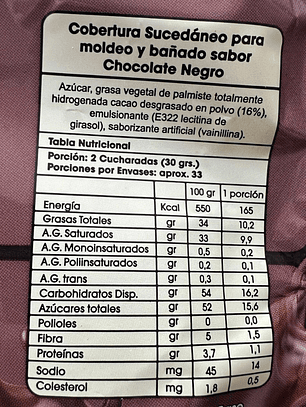 Cobertura Sucedáneo para
moldeo y bañado sabor
Chocolate Negro
Azúcar, grasa vegetal de palmiste totalmente
hidrogenada cacao desgrasado en polvo (16%),
emulsionante (E322 lecitina de
girasol), saborizante artificial (vainillina).
Tabla Nutricional
Porción: 2 Cucharadas (30 grs.)
Porciones por Envases: aprox. 33
100 gr 1 porción
Energía Kcal 550 165
Grasas Totales gr 34 10,2
A.G. Saturados gr 33 9,9
A.G. Monoinsaturados gr 0,5 0,2
A.G. Poliinsaturados gr 0,2 0,1
A.G. trans gr 0,3 0,1
Carbohidratos Disp. gr 54 16,2
Azúcares totales gr 52 15,6
Polioles gr 0 0,0
Fibra gr 5 1,5
Proteínas gr 3,7 1,1
Sodio mg 45 14
Colesterol mg 1,8 0,5